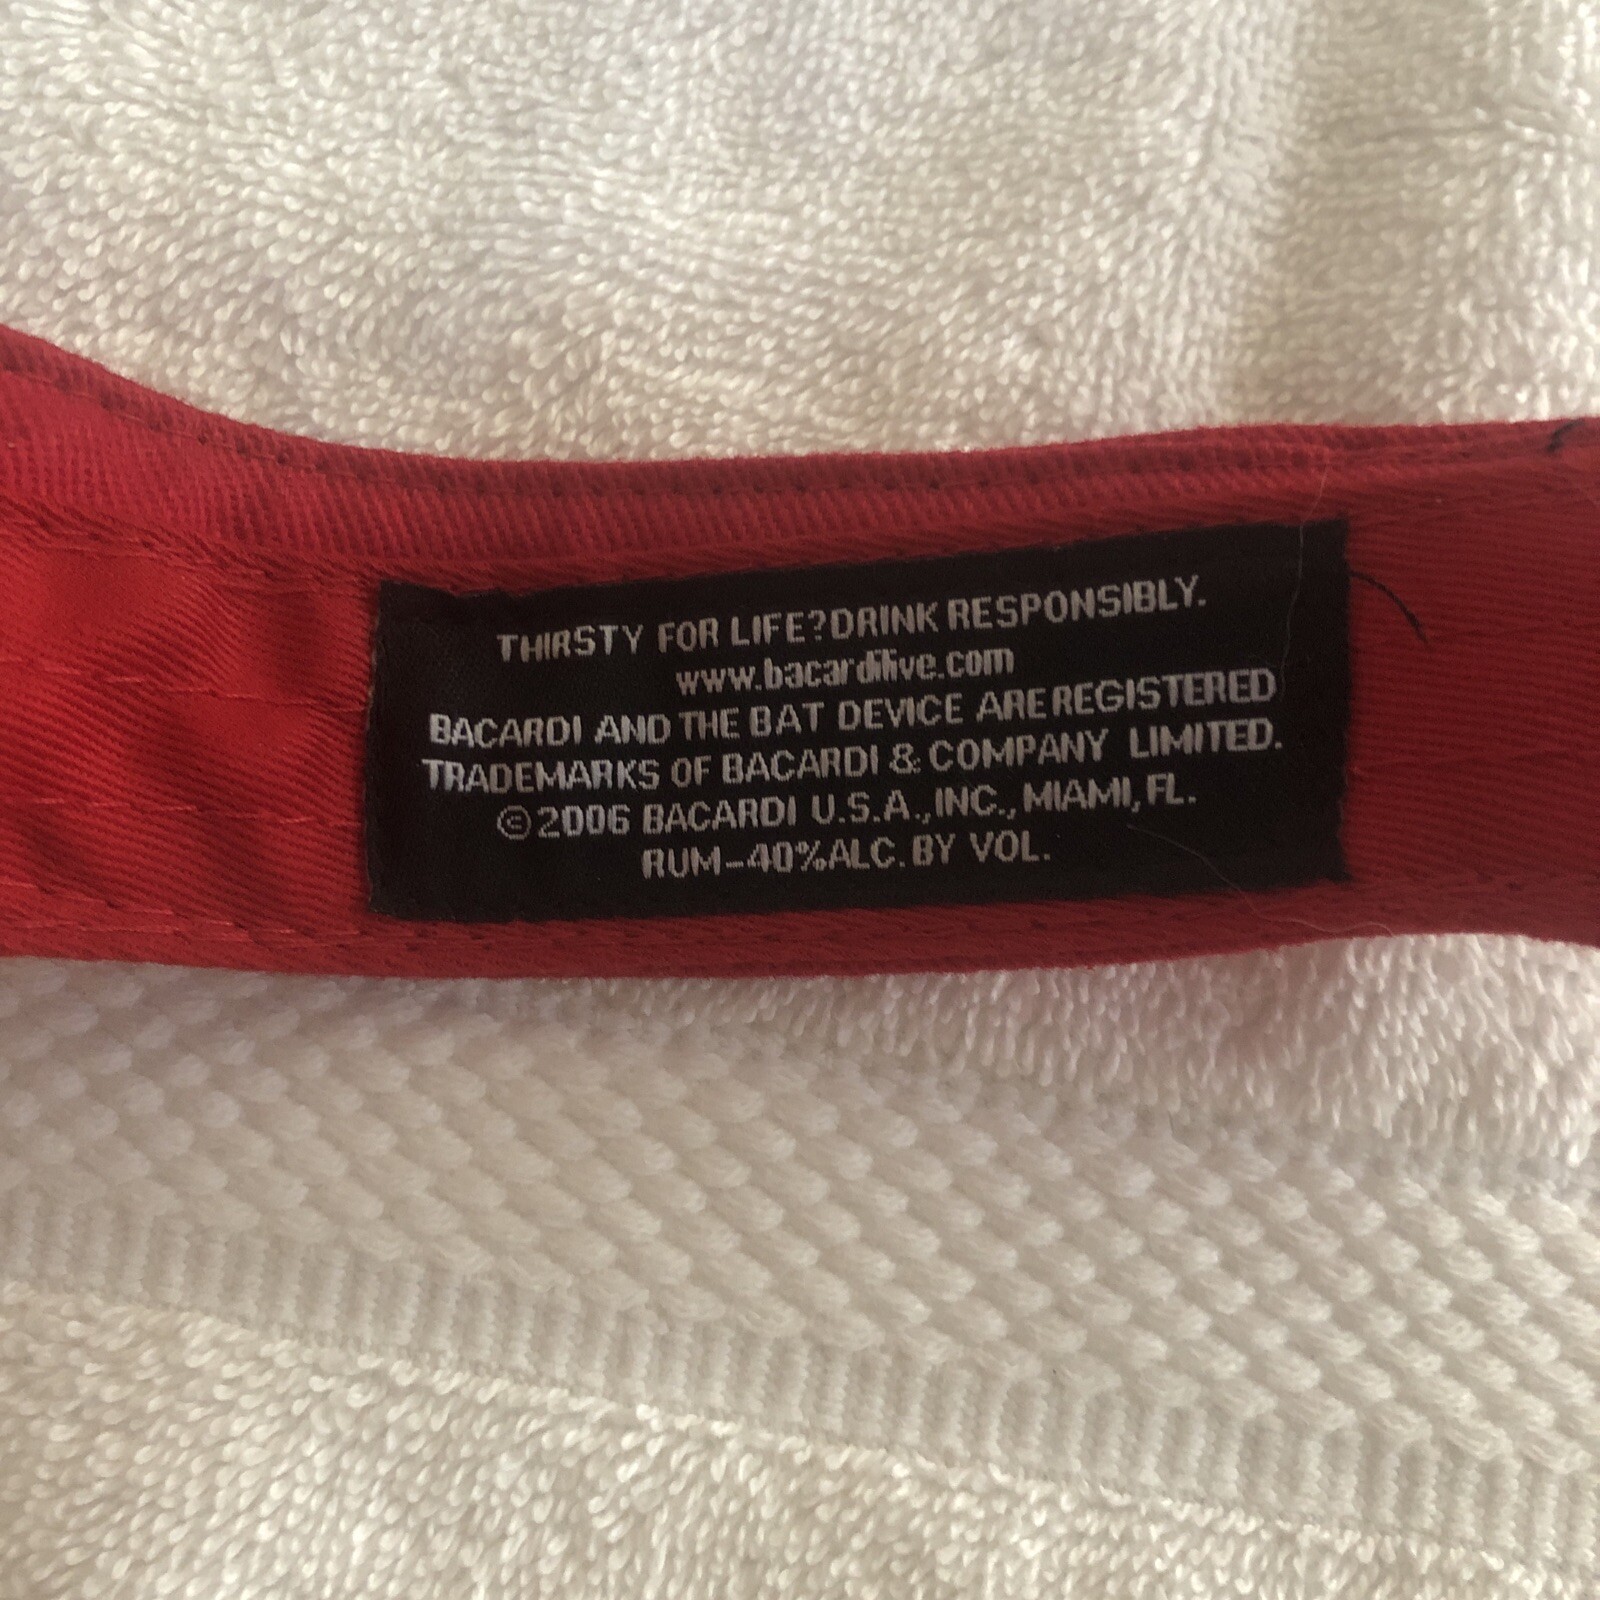 THIRSTY FOR LIFE?DRINK RESPONSIBLY.
www.bacardilive.com
BACARDI AND THE BAT DEVICE ARE REGISTERED
TRADEMARKS OF BACARDI & COMPANY LIMITED.
©2006 BACARDI U.S.A.,INC.,MIAMI,FL.
RUM-40%ALC.BY VOL.